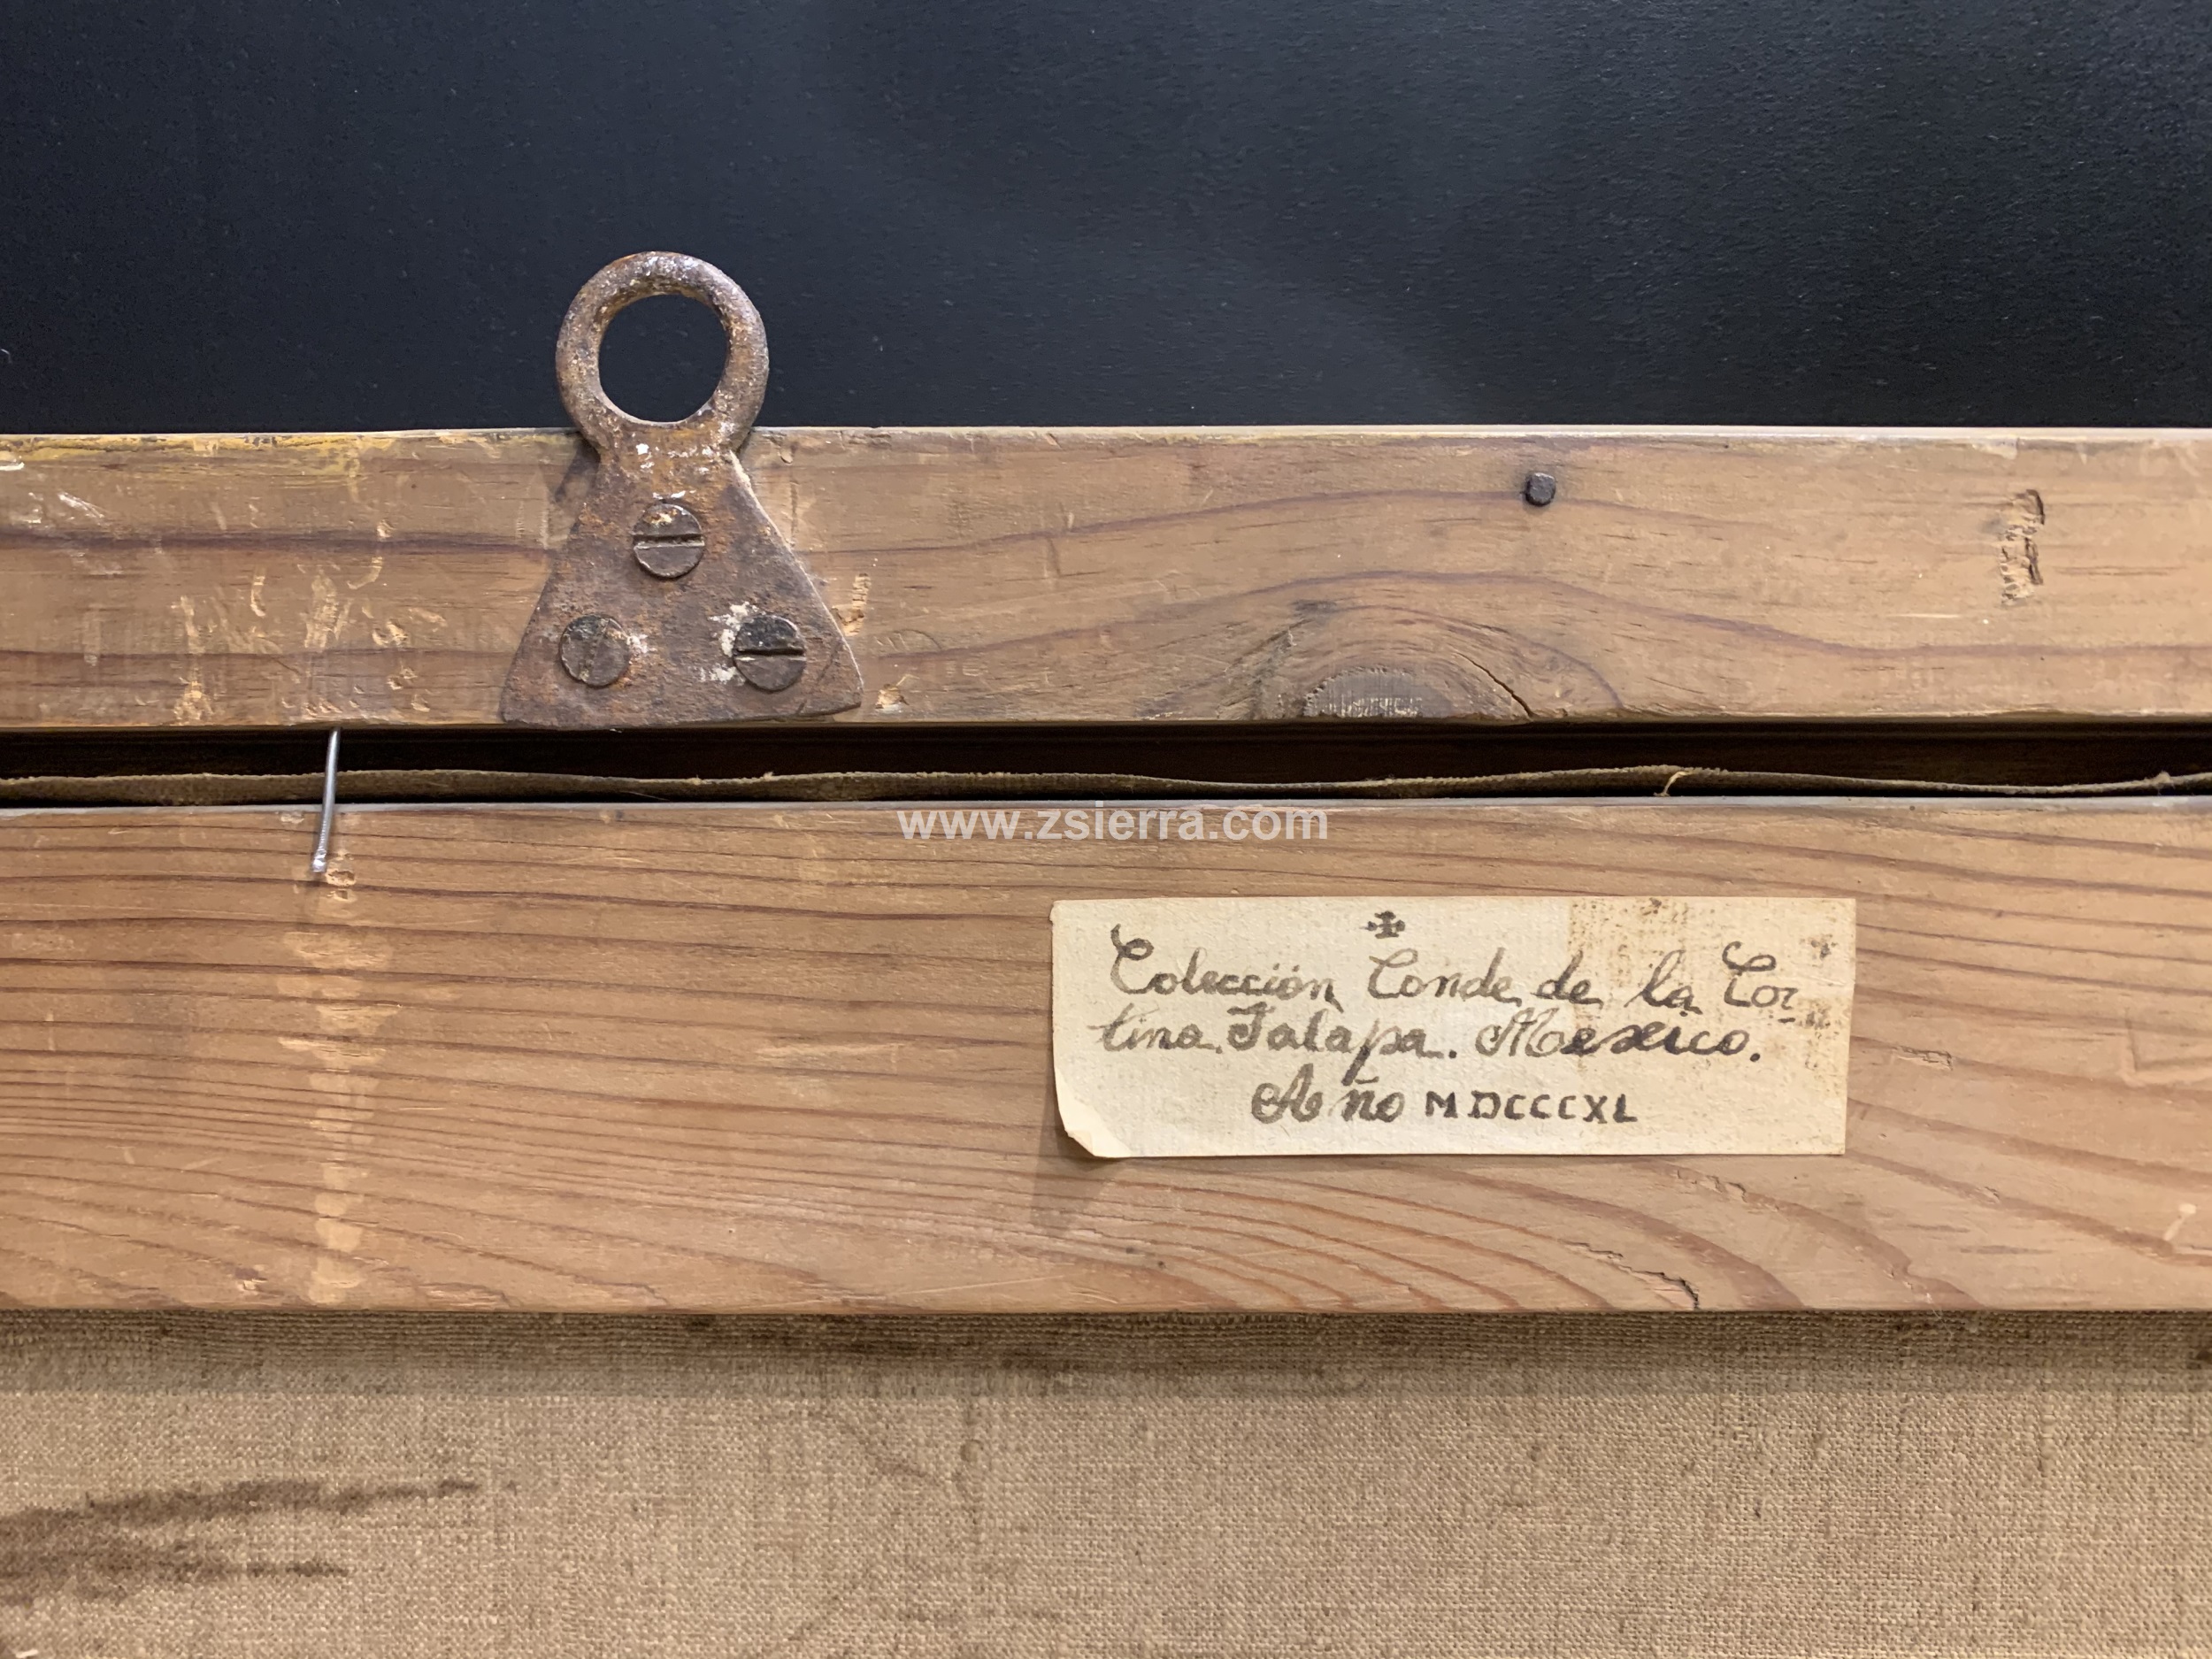 www.zsierra.com
✠
Colección Conde de la Cor-
tina. Jalapa. Mexico.
Año MDCCCXL